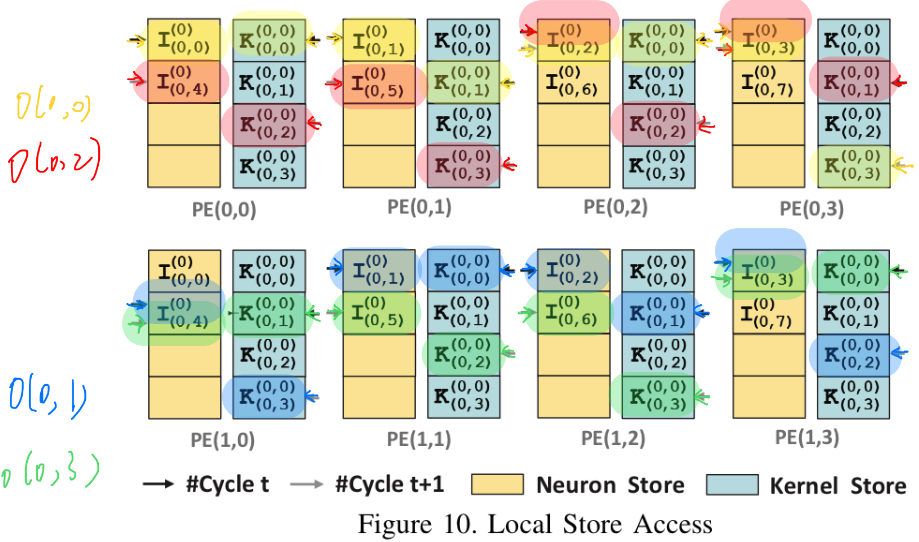 I(0)(0,0) K(0,0)(0,0) I(0)(0,1) K(0,0)(0,0) I(0)(0,2) K(0,0)(0,0) I(0)(0,3) K(0,0)(0,0)
I(0)(0,4) K(0,0)(0,1) I(0)(0,5) K(0,0)(0,1) I(0)(0,6) K(0,0)(0,1) I(0)(0,7) K(0,0)(0,1)
K(0,0)(0,2) K(0,0)(0,2) K(0,0)(0,2) K(0,0)(0,2)
O(0,2)
K(0,0)(0,3) K(0,0)(0,3) K(0,0)(0,3) K(0,0)(0,3)
PE(0,0) PE(0,1) PE(0,2) PE(0,3)
I(0)(0,0) K(0,0)(0,0) I(0)(0,1) K(0,0)(0,0) I(0)(0,2) K(0,0)(0,0) I(0)(0,3) K(0,0)(0,0)
I(0)(0,4) K(0,0)(0,1) I(0)(0,5) K(0,0)(0,1) I(0)(0,6) K(0,0)(0,1) I(0)(0,7) K(0,0)(0,1)
K(0,0)(0,2) K(0,0)(0,2) K(0,0)(0,2) K(0,0)(0,2)
O(0,1)
K(0,0)(0,3) K(0,0)(0,3) K(0,0)(0,3) K(0,0)(0,3)
PE(1,0) PE(1,1) PE(1,2) PE(1,3)
O(0,3)
#Cycle t #Cycle t+1 Neuron Store Kernel Store
Figure 10. Local Store Access